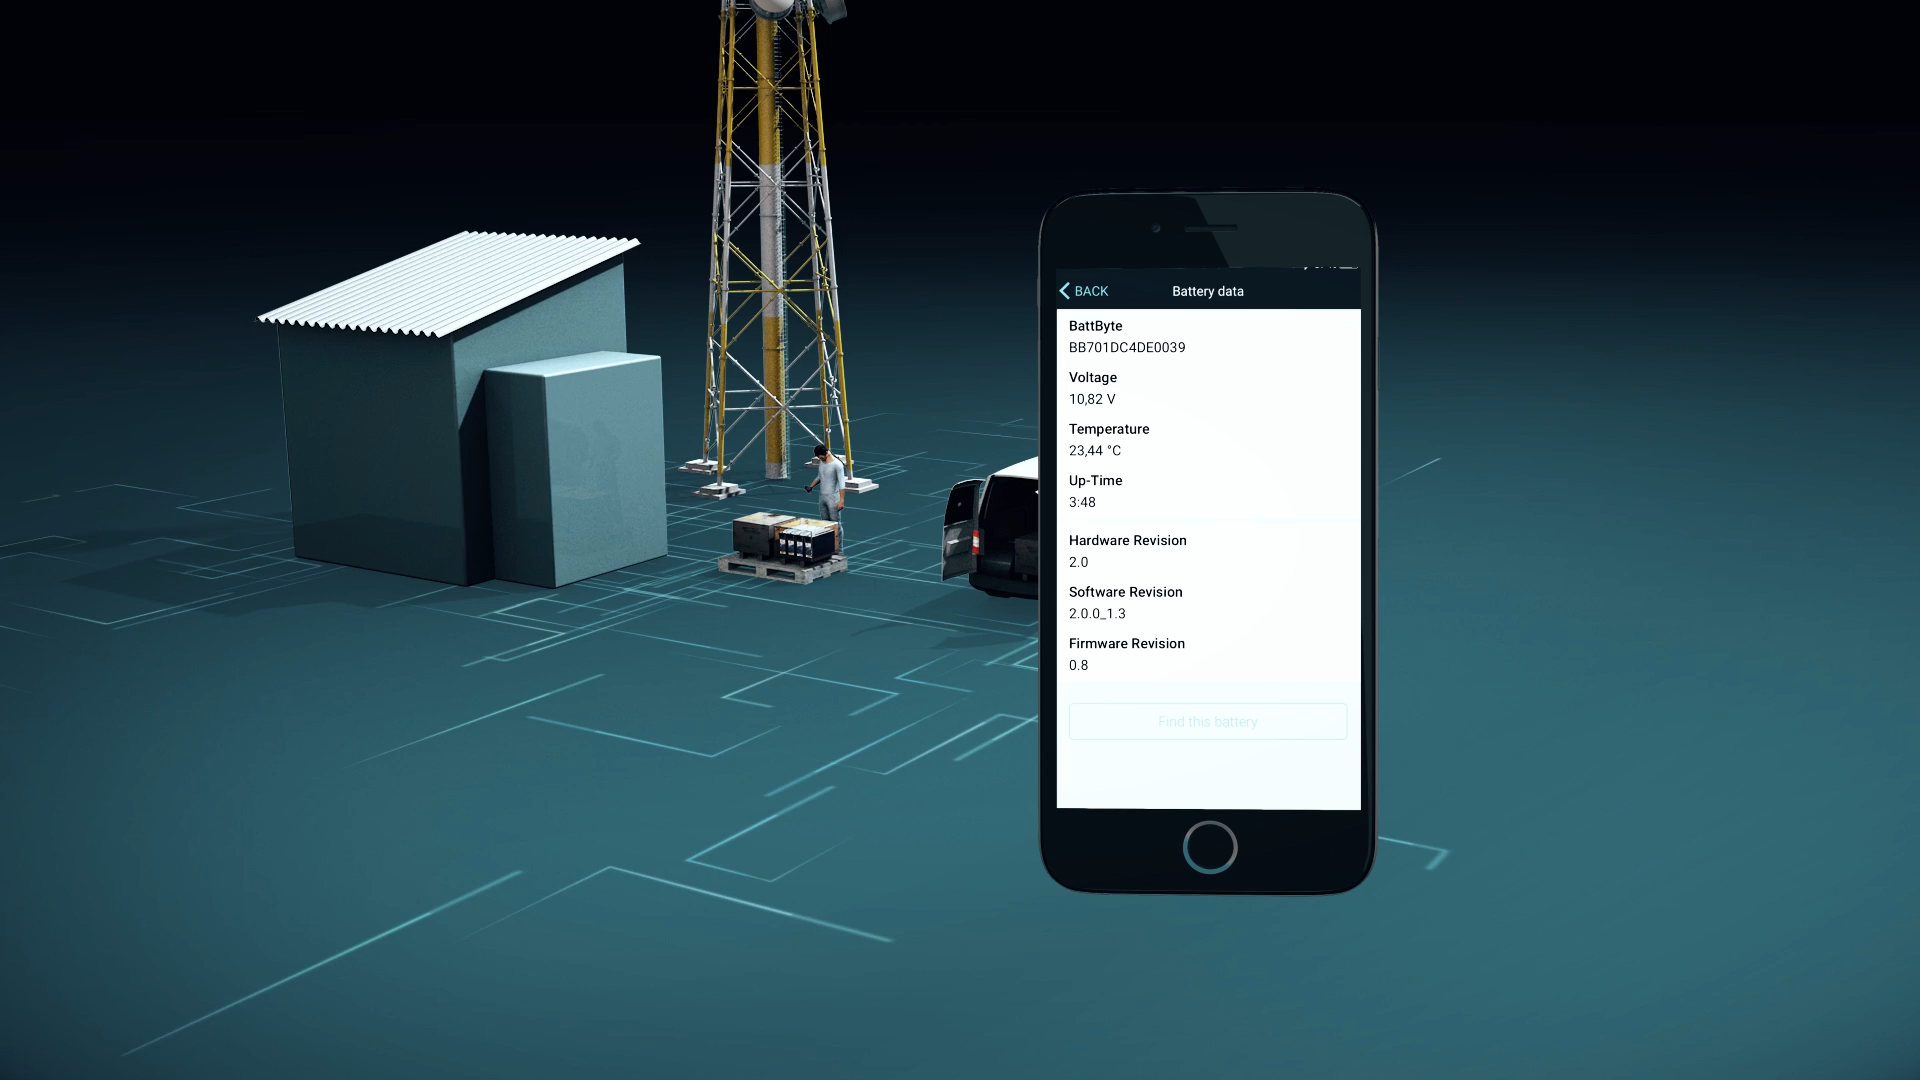 BACK Battery data
BattByte
BB701DC4DE0039
Voltage
10,82 V
Temperature
23,44 °C
Up-Time
3:48
Hardware Revision
2.0
Software Revision
2.0.0_1.3
Firmware Revision
0.8
Find this battery